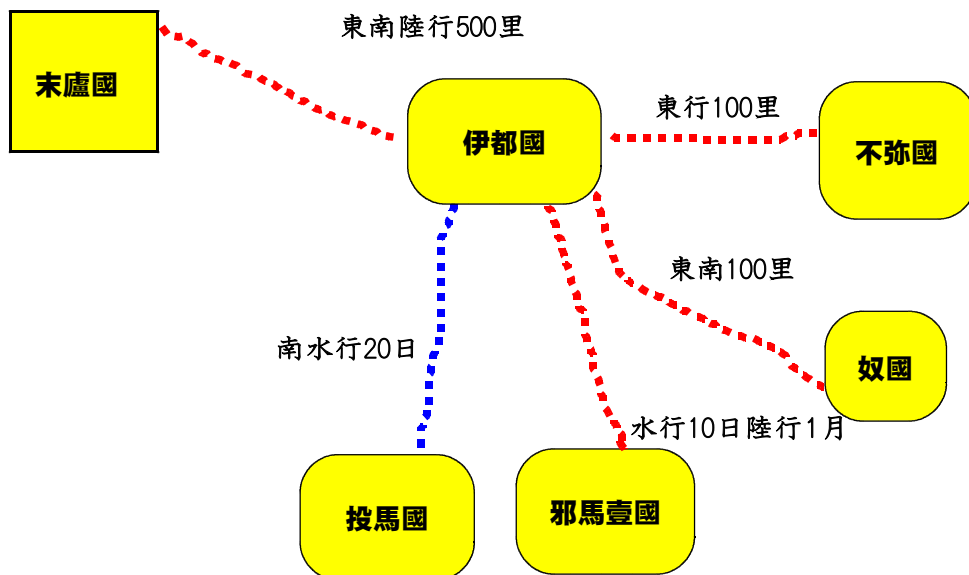 東南陸行500里
末盧國
伊都國
東行100里
不弥國
東南100里
南水行20日
奴國
水行10日陸行1月
投馬國
邪馬壹國